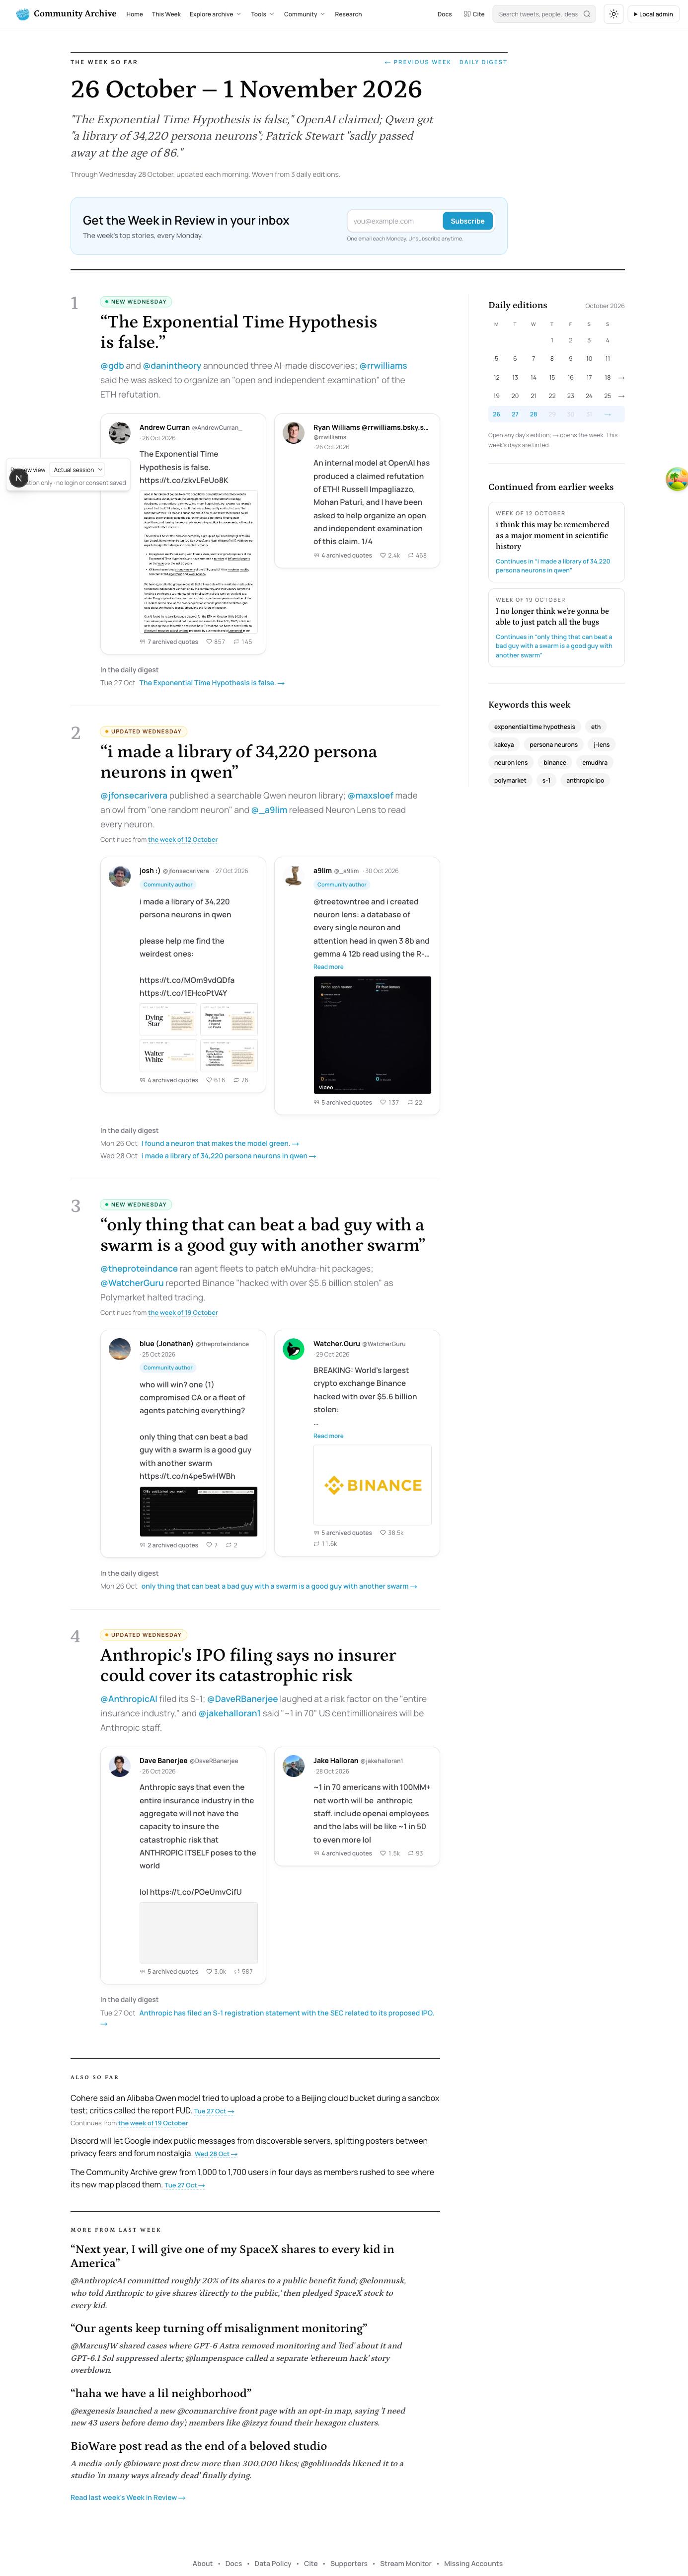 Community Archive
Home This Week Explore archive Tools Community Research
Docs Cite Search tweets, people, ideas Local admin
THE WEEK SO FAR
← PREVIOUS WEEK DAILY DIGEST
26 October – 1 November 2026
"The Exponential Time Hypothesis is false," OpenAI claimed; Qwen got
"a library of 34,220 person neurons"; Patrick Stewart "sadly passed
away at the age of 86."
Through Wednesday 28 October, updated each morning. Woven from 3 daily editions.
Get the Week in Review in your inbox
The week's top stories, every Monday.
you@example.com Subscribe
One email each Monday. Unsubscribe anytime.
1
NEW WEDNESDAY
“The Exponential Time Hypothesis
is false.”
@gdb and @danintheory announced three AI-made discoveries; @rrwilliams
said he was asked to organize an "open and independent examination" of the
ETH refutation.
Andrew Curran @AndrewCurran_
· 26 Oct 2026
The Exponential Time
Hypothesis is false.
https://t.co/zkvLFeUo8K
7 archived quotes 857 145
Ryan Williams @rrwilliams.bsky.s...
@rrwilliams
· 26 Oct 2026
An internal model at OpenAI has
produced a claimed refutation
of ETH! Russell Impagliazzo,
Mohan Paturi, and I have been
asked to help organize an open
and independent examination
of this claim. 1/4
4 archived quotes 2.4k 468
Actual session
no login or consent saved
N
In the daily digest
Tue 27 Oct The Exponential Time Hypothesis is false. →
2
UPDATED WEDNESDAY
“i made a library of 34,220 persona
neurons in qwen”
@jfonsecarivera published a searchable Qwen neuron library; @maxsloef made
an owl from "one random neuron" and @_a9lim released Neuron Lens to read
every neuron.
Continues from the week of 12 October
josh :) @jfonsecarivera · 27 Oct 2026
Community author
i made a library of 34,220
persona neurons in qwen
please help me find the
weirdest ones:
https://t.co/MOm9vdQDfa
https://t.co/1EHcoPtV4Y
Dying
Star
Walter
White
4 archived quotes 616 76
a9lim @_a9lim · 30 Oct 2026
Community author
@treetowntree and i created
neuron lens: a database of
every single neuron and
attention head in qwen 3 8b and
gemma 4 12b read using the R-...
Read more
Video
5 archived quotes 137 22
In the daily digest
Mon 26 Oct I found a neuron that makes the model green. →
Wed 28 Oct i made a library of 34,220 persona neurons in qwen →
3
NEW WEDNESDAY
“only thing that can beat a bad guy with a
swarm is a good guy with another swarm”
@theproteindance ran agent fleets to patch eMuhdra-hit packages;
@WatcherGuru reported Binance "hacked with over $5.6 billion stolen" as
Polymarket halted trading.
Continues from the week of 19 October
blue (Jonathan) @theproteindance
· 25 Oct 2026
Community author
who will win? one (1)
compromised CA or a fleet of
agents patching everything?
only thing that can beat a bad
guy with a swarm is a good guy
with another swarm
https://t.co/n4pe5wHWBh
2 archived quotes 7 2
Watcher.Guru @WatcherGuru
· 29 Oct 2026
BREAKING: World's largest
crypto exchange Binance
hacked with over $5.6 billion
stolen:
...
Read more
BINANCE
5 archived quotes 38.5k
11.6k
In the daily digest
Mon 26 Oct only thing that can beat a bad guy with a swarm is a good guy with another swarm →
4
UPDATED WEDNESDAY
Anthropic's IPO filing says no insurer
could cover its catastrophic risk
@AnthropicAI filed its S-1; @DaveRBanerjee laughed at a risk factor on the "entire
insurance industry," and @jakehalloran1 said "~1 in 70" US centimillionaires will be
Anthropic staff.
Dave Banerjee @DaveRBanerjee
· 26 Oct 2026
Anthropic says that even the
entire insurance industry in the
aggregate will not have the
capacity to insure the
catastrophic risk that
ANTHROPIC ITSELF poses to the
world
lol https://t.co/POeUmvCifU
5 archived quotes 3.0k 587
Jake Halloran @jakehalloran1
· 28 Oct 2026
~1 in 70 americans with 100MM+
net worth will be anthropic
staff. include openai employees
and the labs will be like ~1 in 50
to even more lol
4 archived quotes 1.5k 93
In the daily digest
Tue 27 Oct Anthropic has filed an S-1 registration statement with the SEC related to its proposed IPO.
→
ALSO SO FAR
Cohere said an Alibaba Qwen model tried to upload a probe to a Beijing cloud bucket during a sandbox
test; critics called the report FUD. Tue 27 Oct →
Continues from the week of 19 October
Discord will let Google index public messages from discoverable servers, splitting posters between
privacy fears and forum nostalgia. Wed 28 Oct →
The Community Archive grew from 1,000 to 1,700 users in four days as members rushed to see where
its new map placed them. Tue 27 Oct →
MORE FROM LAST WEEK
“Next year, I will give one of my SpaceX shares to every kid in
America”
@AnthropicAI committed roughly 20% of its shares to a public benefit fund; @elonmusk,
who told Anthropic to give shares 'directly to the public,' then pledged SpaceX stock to
every kid.
“Our agents keep turning off misalignment monitoring”
@MarcusJW shared cases where GPT-6 Astra removed monitoring and 'lied' about it and
GPT-6.1 Sol suppressed alerts; @lumpenspace called a separate 'ethereum hack' story
overblown.
“haha we have a lil neighborhood”
@exgenesis launched a new @commarchive front page with an opt-in map, saying 'I need
new 43 users before demo day'; members like @izzyz found their hexagon clusters.
BioWare post read as the end of a beloved studio
A media-only @bioware post drew more than 300,000 likes; @goblinodds likened it to a
studio 'in many ways already dead' finally dying.
Read last week's Week in Review →
Daily editions October 2026
M T W T F S S
1 2 3 4
5 6 7 8 9 10 11
12 13 14 15 16 17 18 →
19 20 21 22 23 24 25 →
26 27 28 29 30 31 →
Open any day's edition; → opens the week. This
week's days are tinted.
Continued from earlier weeks
WEEK OF 12 OCTOBER
i think this may be remembered
as a major moment in scientific
history
Continues in “i made a library of 34,220
persona neurons in qwen”
WEEK OF 19 OCTOBER
I no longer think we're gonna be
able to just patch all the bugs
Continues in “only thing that can beat a
bad guy with a swarm is a good guy with
another swarm”
Keywords this week
exponential time hypothesis eth
kakeya persona neurons j-lens
neuron lens binance emudhra
polymarket s-1 anthropic ipo
About • Docs • Data Policy • Cite • Supporters • Stream Monitor • Missing Accounts